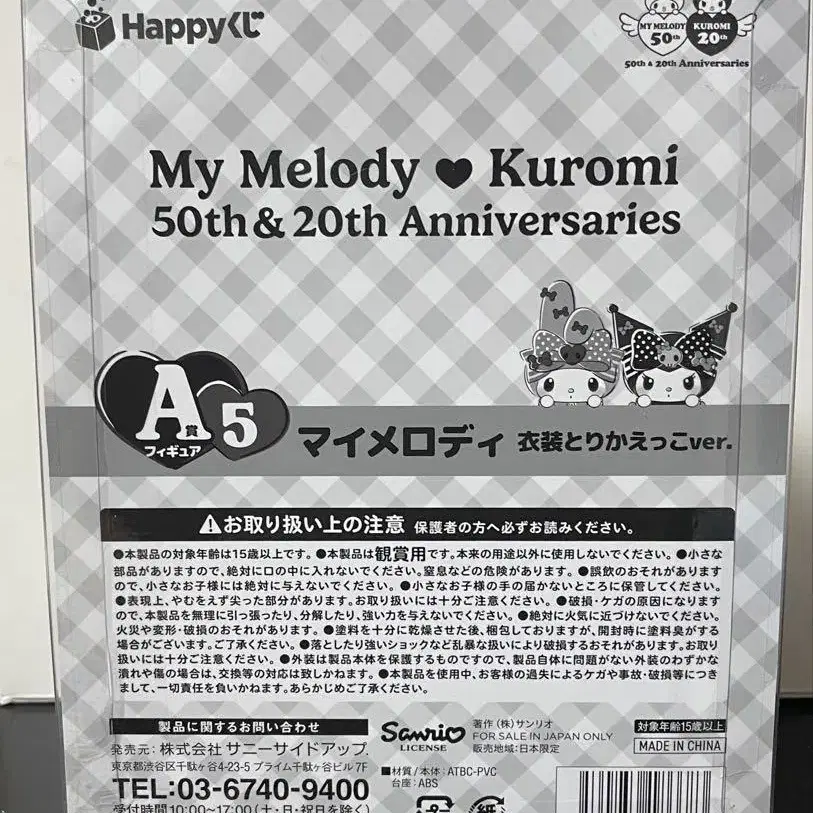 Happyくじ
MY MELODY 50th KUROMI 20th
50th & 20th Anniversaries
My Melody ♥ Kuromi
50th & 20th Anniversaries
A賞 5
フィギュア
マイメロディ 衣装とりかえっこver.
⚠お取り扱い上の注意 保護者の方へ必ずお読みください。
●本製品の対象年齢は15歳以上です。●本製品は観賞用です。本来の用途以外に使用しないでください。●小さな
部品がありますので、絶対に口の中に入れないでください。窒息などの危険があります。●誤飲のおそれがあります
ので、小さなお子様には絶対に与えないでください。●小さなお子様の手の届かないところに保管してください。
●表現上、やむをえず尖った部分があります。お取り扱いには十分ご注意ください。●破損・ケガの原因になります
ので、本製品を無理に引っ張ったり、分解したり、強い力を与えないでください。●絶対に火気に近づけないでください。
火災や変形・破損のおそれがあります。●塗料を十分に乾燥させた後、梱包しておりますが、開封時に塗料臭がする
場合がございます。ご了承ください。●落としたり強いショックなど乱暴な扱いにより破損するおそれがあります。お取り
扱いには十分ご注意ください。●外装は製品本体を保護するものですので、製品自体に問題がない外装のわずかな
潰れや傷の場合は、交換等の対応は致しかねます。●本製品を使用中、お客様の過失によるケガや事故・破損等につき
まして、一切責任を負いかねます。あらかじめご了承ください。
製品に関するお問い合わせ
発売元：株式会社 サニーサイドアップ
東京都渋谷区千駄ヶ谷4-23-5 プライム千駄ヶ谷ビル 7F
TEL:03-6740-9400
受付時間10:00~17:00(土・日・祝日を除く)
Sanrio
LICENSE
著作 (株)サンリオ
FOR SALE IN JAPAN ONLY
販売地域：日本限定
■材質／本体：ATBC-PVC
台座：ABS
対象年齢15歳以上
MADE IN CHINA
紙